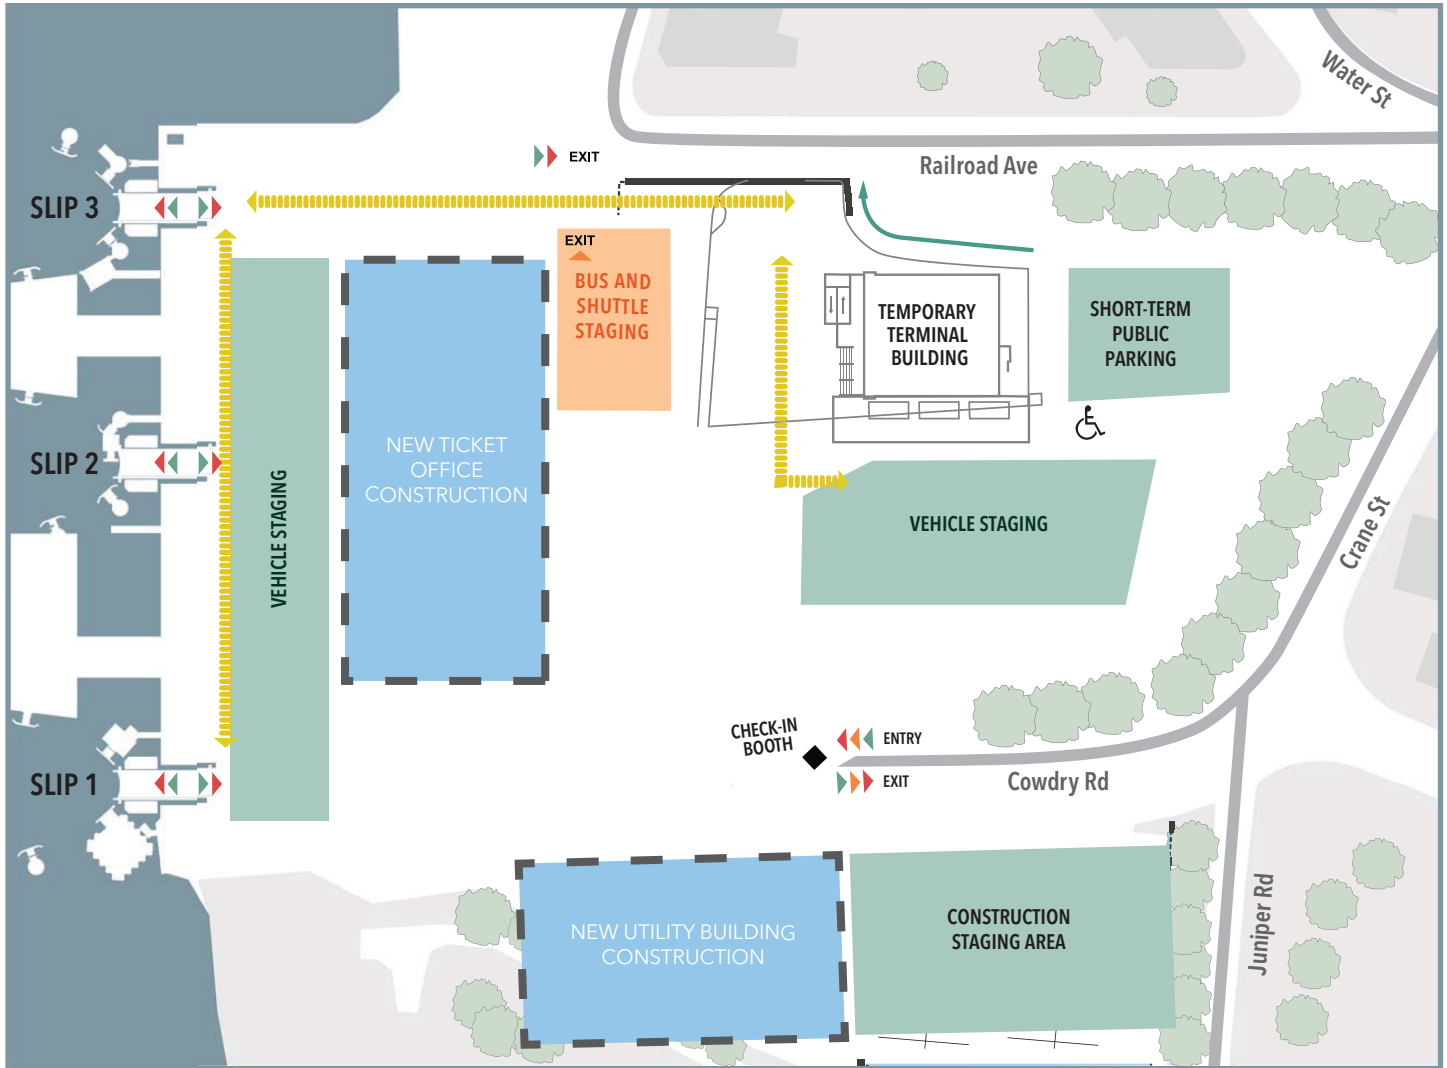 Water St
EXIT
Railroad Ave
SLIP 3
EXIT
BUS AND
SHUTTLE
STAGING
TEMPORARY
TERMINAL
BUILDING
SHORT-TERM
PUBLIC
PARKING
SLIP 2
NEW TICKET
OFFICE
CONSTRUCTION
VEHICLE STAGING
VEHICLE STAGING
Crane St
CHECK-IN
BOOTH
ENTRY
EXIT
Cowdry Rd
SLIP 1
NEW UTILITY BUILDING
CONSTRUCTION
CONSTRUCTION
STAGING AREA
Juniper Rd